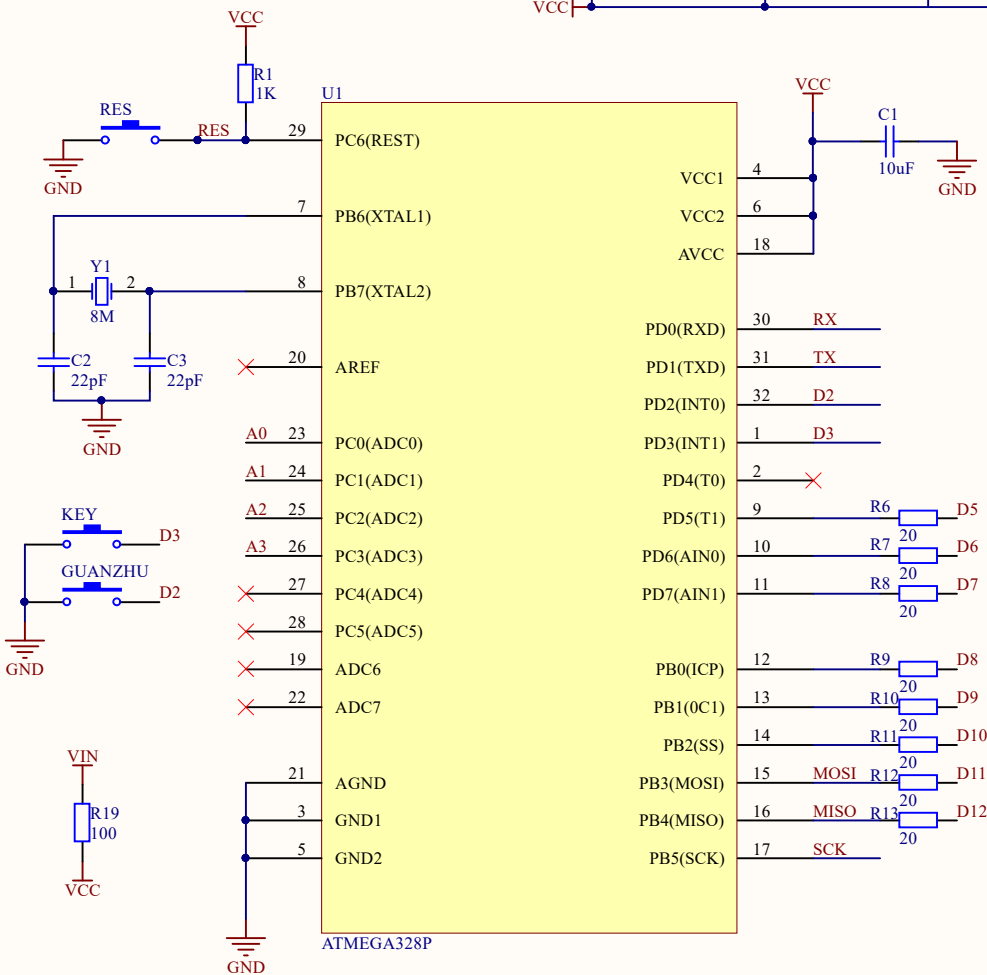 VCC
VCC
R1
1K
RES
RES
GND
U1
29 PC6(REST)
7 PB6(XTAL1)
8 PB7(XTAL2)
20 AREF
A0 23 PC0(ADC0)
A1 24 PC1(ADC1)
A2 25 PC2(ADC2)
A3 26 PC3(ADC3)
27 PC4(ADC4)
28 PC5(ADC5)
19 ADC6
22 ADC7
21 AGND
3 GND1
5 GND2
GND
ATMEGA328P
Y1
1 2
8M
C2
22pF
C3
22pF
GND
KEY
D3
GUANZHU
D2
GND
VIN
R19
100
VCC
VCC
C1
10uF
GND
VCC1 4
VCC2 6
AVCC 18
PD0(RXD) 30 RX
PD1(TXD) 31 TX
PD2(INT0) 32 D2
PD3(INT1) 1 D3
PD4(T0) 2
PD5(T1) 9 R6 D5
20
PD6(AIN0) 10 R7 D6
20
PD7(AIN1) 11 R8 D7
20
PB0(ICP) 12 R9 D8
20
PB1(0C1) 13 R10 D9
20
PB2(SS) 14 R11 D10
20
PB3(MOSI) 15 MOSI R12 D11
20
PB4(MISO) 16 MISO R13 D12
20
PB5(SCK) 17 SCK